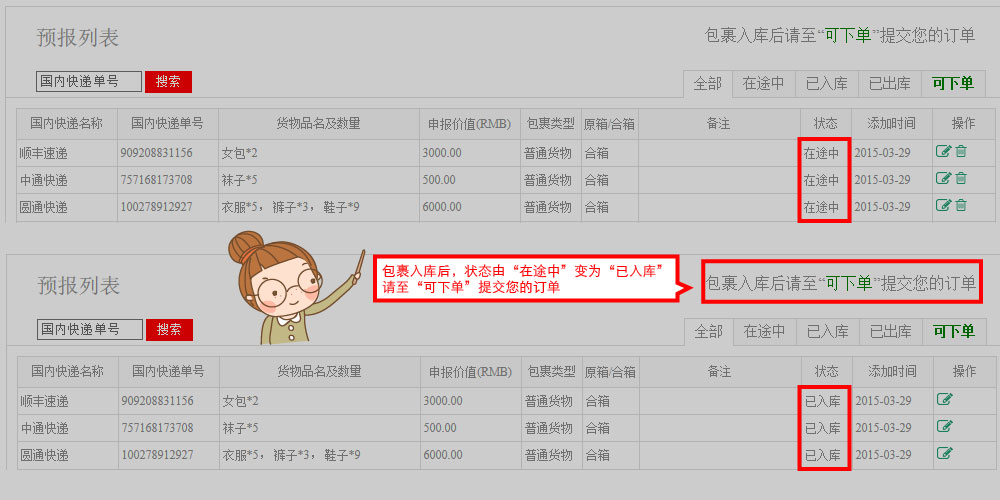 预报列表
包裹入库后请至“可下单”提交您的订单
国内快递单号 搜索
全部 在途中 已入库 已出库 可下单
国内快递名称 国内快递单号 货物品名及数量 申报价值(RMB) 包裹类型 原箱/合箱 备注 状态 添加时间 操作
顺丰速递 909208831156 女包*2 3000.00 普通货物 合箱 在途中 2015-03-29
中通快递 757168173708 袜子*5 500.00 普通货物 合箱 在途中 2015-03-29
圆通快递 100278912927 衣服*5，裤子*3，鞋子*9 6000.00 普通货物 合箱 在途中 2015-03-29
包裹入库后，状态由“在途中”变为“已入库”
请至“可下单”提交您的订单
预报列表
包裹入库后请至“可下单”提交您的订单
国内快递单号 搜索
全部 在途中 已入库 已出库 可下单
国内快递名称 国内快递单号 货物品名及数量 申报价值(RMB) 包裹类型 原箱/合箱 备注 状态 添加时间 操作
顺丰速递 909208831156 女包*2 3000.00 普通货物 合箱 已入库 2015-03-29
中通快递 757168173708 袜子*5 500.00 普通货物 合箱 已入库 2015-03-29
圆通快递 100278912927 衣服*5，裤子*3，鞋子*9 6000.00 普通货物 合箱 已入库 2015-03-29